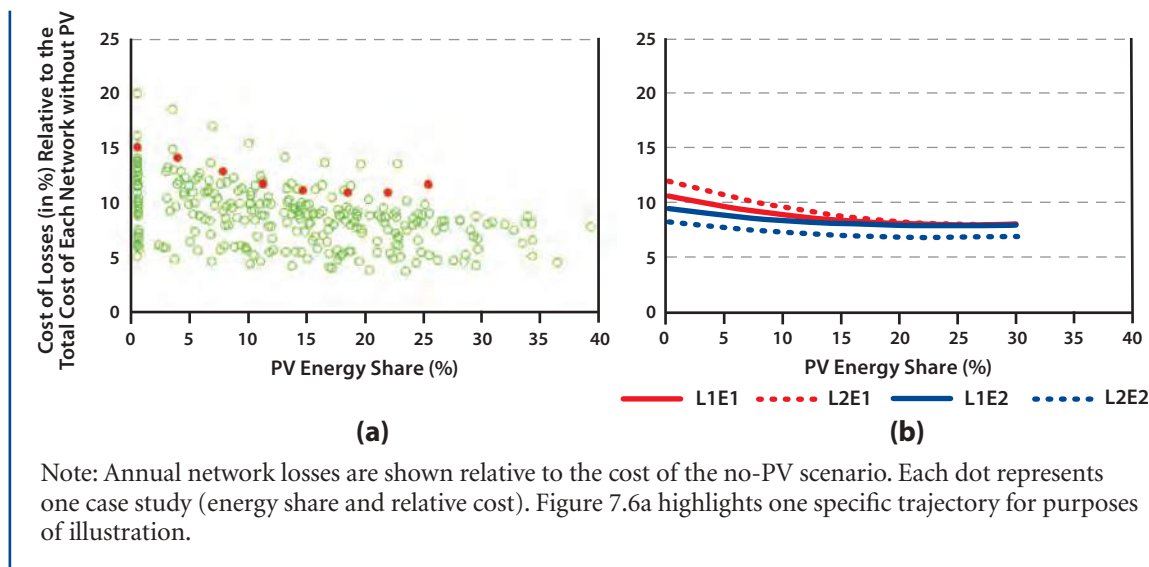 Cost of Losses (in %) Relative to the
Total Cost of Each Network without PV
25
20
15
10
5
0
0 5 10 15 20 25 30 35 40
PV Energy Share (%)
(a)
25
20
15
10
5
0
0 5 10 15 20 25 30 40
PV Energy Share (%)
L1E1 L2E1 L1E2 L2E2
(b)
Note: Annual network losses are shown relative to the cost of the no-PV scenario. Each dot represents
one case study (energy share and relative cost). Figure 7.6a highlights one specific trajectory for purposes
of illustration.